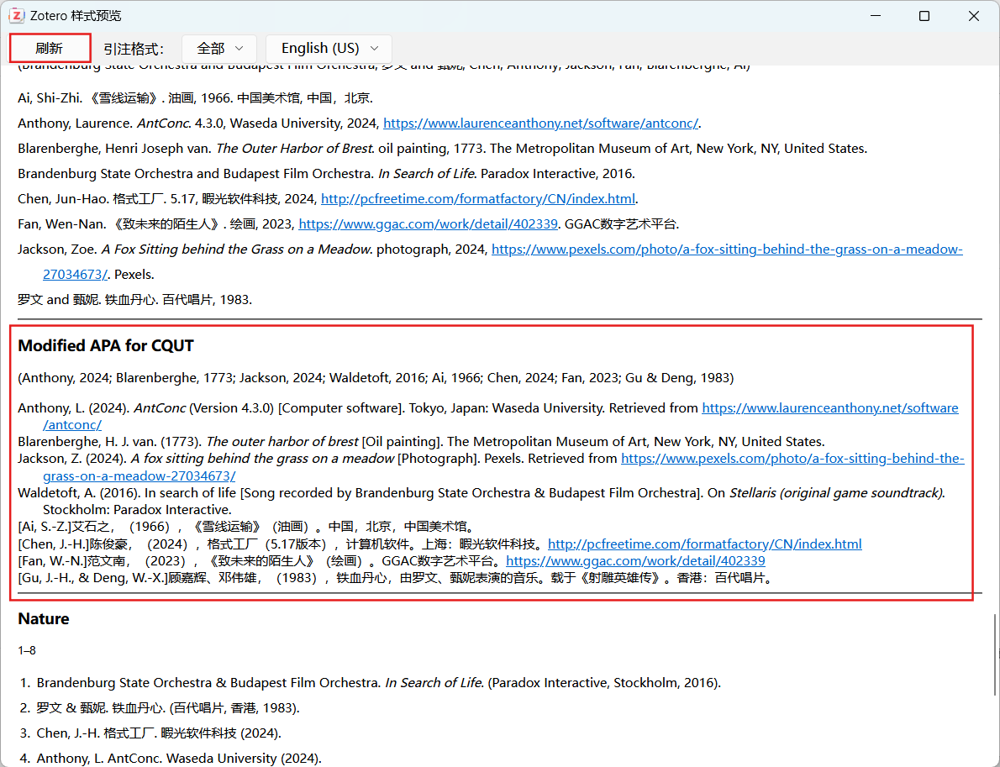 Zotero 样式预览
刷新 引注格式： 全部 English (US)
(Brandenburg State Orchestra and Budapest Film Orchestra, 罗文 and 甄妮, Chen, Anthony, Jackson, Fan, Blarenberghe, Ai)
Ai, Shi-Zhi. 《雪线运输》. 油画, 1966. 中国美术馆, 中国，北京.
Anthony, Laurence. AntConc. 4.3.0, Waseda University, 2024, https://www.laurenceanthony.net/software/antconc/.
Blarenberghe, Henri Joseph van. The Outer Harbor of Brest. oil painting, 1773. The Metropolitan Museum of Art, New York, NY, United States.
Brandenburg State Orchestra and Budapest Film Orchestra. In Search of Life. Paradox Interactive, 2016.
Chen, Jun-Hao. 格式工厂. 5.17, 暇光软件科技, 2024, http://pcfreetime.com/formatfactory/CN/index.html.
Fan, Wen-Nan. 《致未来的陌生人》. 绘画, 2023, https://www.ggac.com/work/detail/402339. GGAC数字艺术平台.
Jackson, Zoe. A Fox Sitting behind the Grass on a Meadow. photograph, 2024, https://www.pexels.com/photo/a-fox-sitting-behind-the-grass-on-a-meadow-
27034673/. Pexels.
罗文 and 甄妮. 铁血丹心. 百代唱片, 1983.
Modified APA for CQUT
(Anthony, 2024; Blarenberghe, 1773; Jackson, 2024; Waldetoft, 2016; Ai, 1966; Chen, 2024; Fan, 2023; Gu & Deng, 1983)
Anthony, L. (2024). AntConc (Version 4.3.0) [Computer software]. Tokyo, Japan: Waseda University. Retrieved from https://www.laurenceanthony.net/software
/antconc/
Blarenberghe, H. J. van. (1773). The outer harbor of brest [Oil painting]. The Metropolitan Museum of Art, New York, NY, United States.
Jackson, Z. (2024). A fox sitting behind the grass on a meadow [Photograph]. Pexels. Retrieved from https://www.pexels.com/photo/a-fox-sitting-behind-the-
grass-on-a-meadow-27034673/
Waldetoft, A. (2016). In search of life [Song recorded by Brandenburg State Orchestra & Budapest Film Orchestra]. On Stellaris (original game soundtrack).
Stockholm: Paradox Interactive.
[Ai, S.-Z.]艾石之，（1966），《雪线运输》（油画）。中国，北京，中国美术馆。
[Chen, J.-H.]陈俊豪，（2024），格式工厂（5.17版本），计算机软件。上海：暇光软件科技。http://pcfreetime.com/formatfactory/CN/index.html
[Fan, W.-N.]范文南，（2023），《致未来的陌生人》（绘画）。GGAC数字艺术平台。https://www.ggac.com/work/detail/402339
[Gu, J.-H., & Deng, W.-X.]顾嘉辉、邓伟雄，（1983），铁血丹心，由罗文、甄妮表演的音乐。载于《射雕英雄传》。香港：百代唱片。
Nature
1–8
1. Brandenburg State Orchestra & Budapest Film Orchestra. In Search of Life. (Paradox Interactive, Stockholm, 2016).
2. 罗文 & 甄妮. 铁血丹心. (百代唱片, 香港, 1983).
3. Chen, J.-H. 格式工厂. 暇光软件科技 (2024).
4. Anthony, L. AntConc. Waseda University (2024).